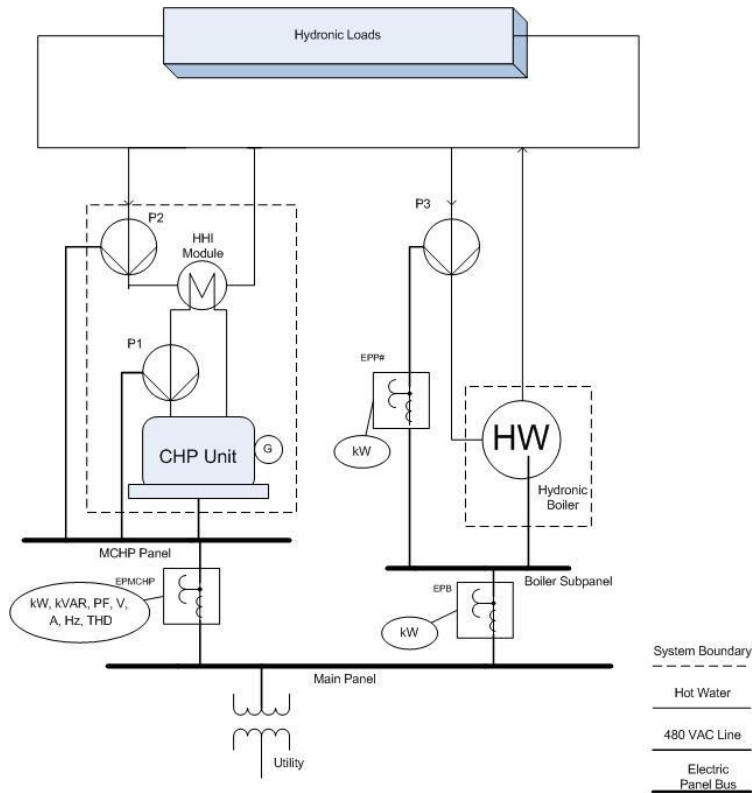 Hydronic Loads
P2
P3
HHI
Module
P1
EPP#
CHP Unit
G
kW
HW
Hydronic
Boiler
MCHP Panel
Boiler Subpanel
EPMCHP
EPB
kW, kVAR, PF, V,
A, Hz, THD
kW
Main Panel
Utility
System Boundary
Hot Water
480 VAC Line
Electric
Panel Bus